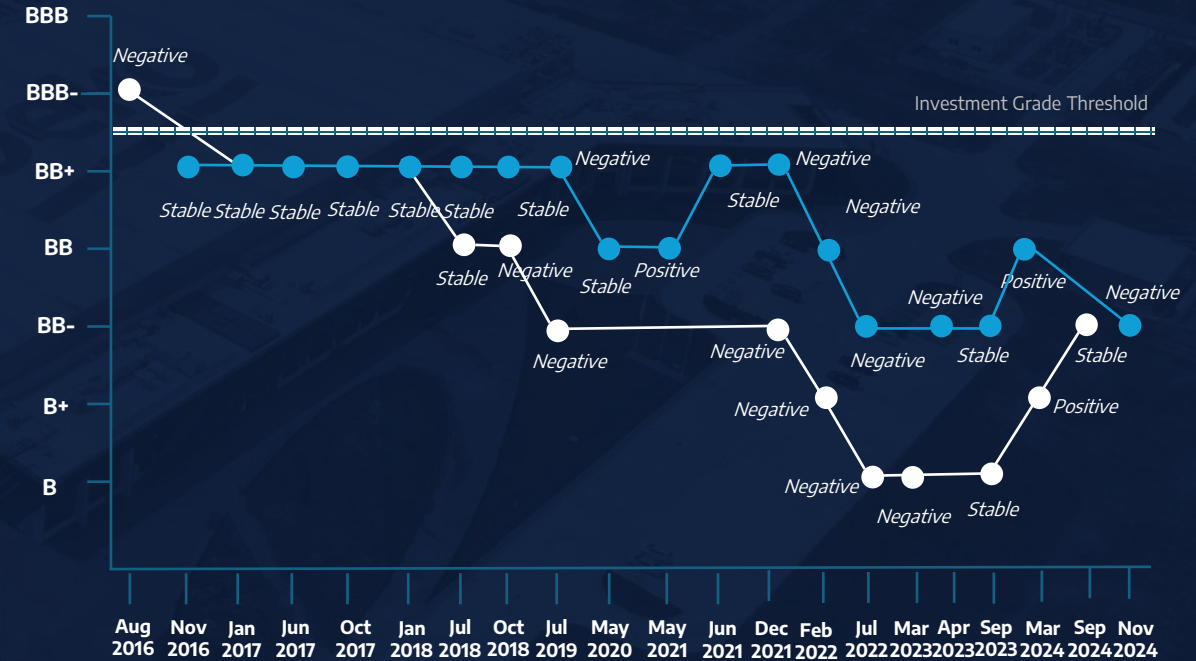 BBB
Negative
BBB-
Investment Grade Threshold
BB+
Negative
Negative
Stable Stable Stable Stable Stable Stable Stable
Stable
Negative
BB
Stable
Negative
Stable
Positive
Positive
Negative
Negative
BB-
Negative
Negative
Negative
Stable
Stable
B+
Negative
Positive
B
Negative
Negative
Stable
Aug Nov Jan Jun Oct Jan Jul Oct Jul May May Jun Dec Feb Jul Mar Apr Sep Mar Sep Nov
2016 2016 2017 2017 2017 2018 2018 2018 2019 2020 2021 2021 2021 2022 2022 2023 2023 2023 2024 2024 2024